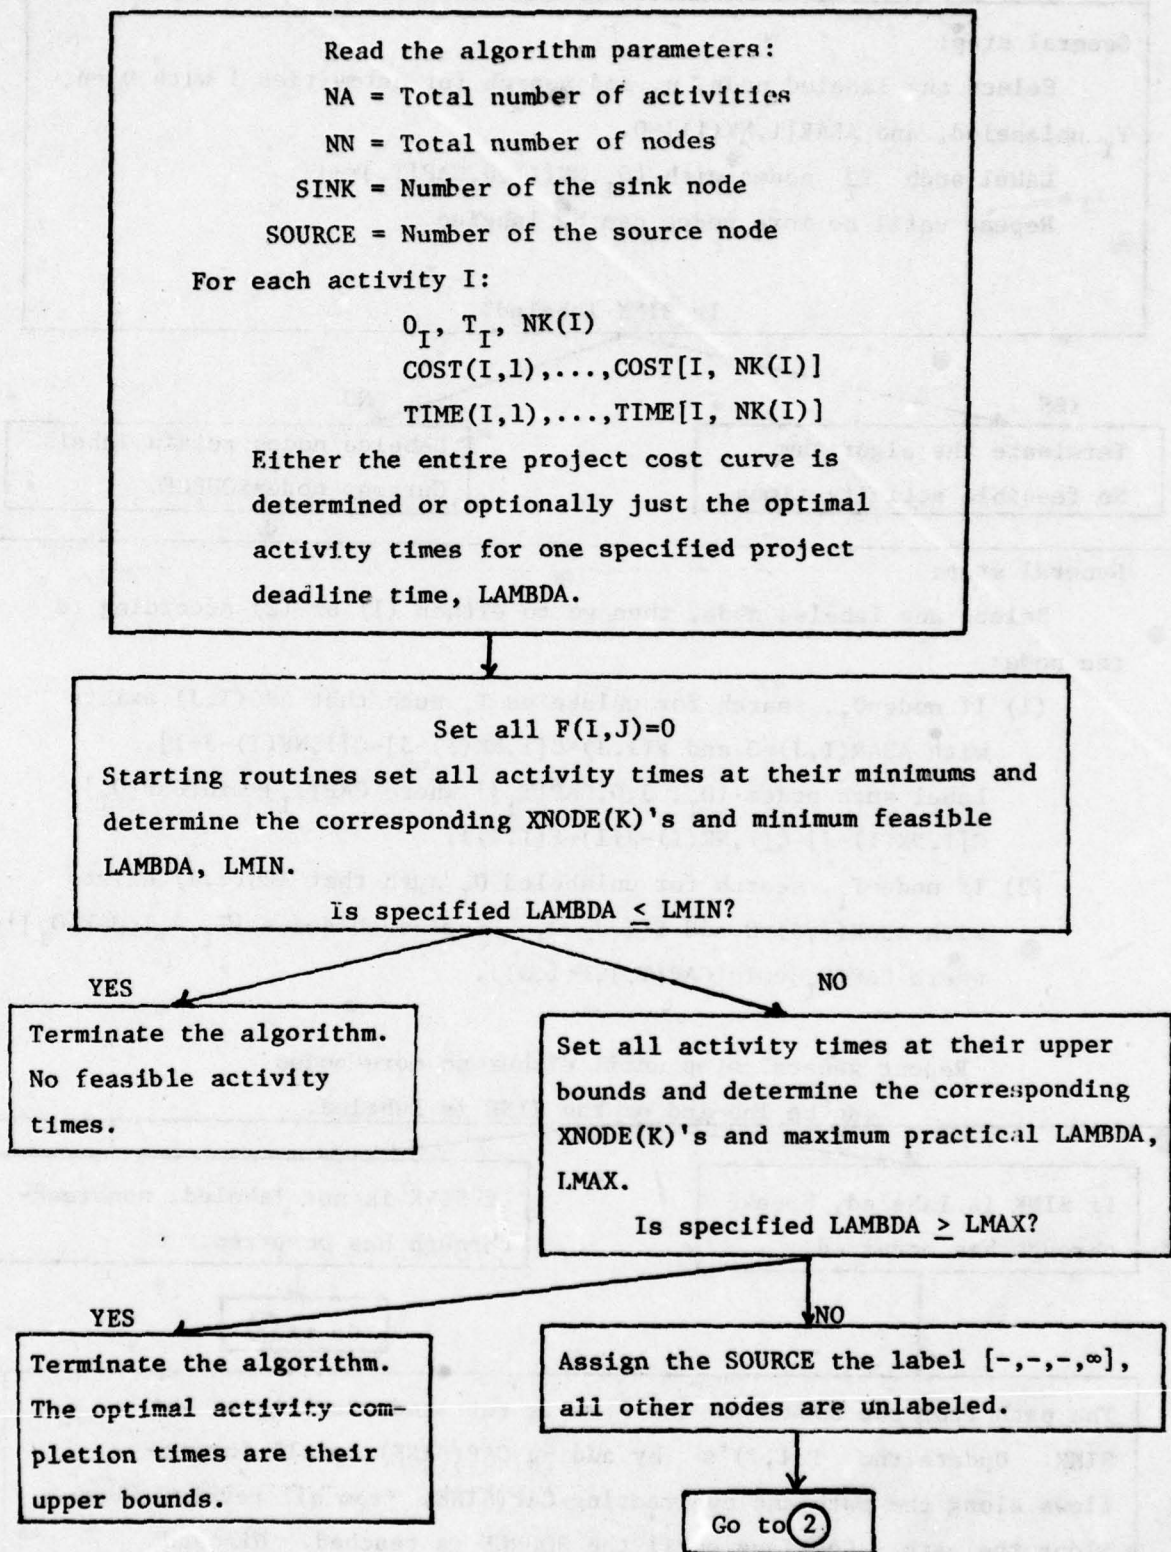 Read the algorithm parameters:
NA = Total number of activities
NN = Total number of nodes
SINK = Number of the sink node
SOURCE = Number of the source node
For each activity I:
O_I, T_I, NK(I)
COST(I,1),...,COST[I, NK(I)]
TIME(I,1),...,TIME[I, NK(I)]
Either the entire project cost curve is
determined or optionally just the optimal
activity times for one specified project
deadline time, LAMBDA.
Set all F(I,J)=0
Starting routines set all activity times at their minimums and
determine the corresponding XNODE(K)'s and minimum feasible
LAMBDA, LMIN.
Is specified LAMBDA ≤ LMIN?
YES
NO
Terminate the algorithm.
No feasible activity
times.
Set all activity times at their upper
bounds and determine the corresponding
XNODE(K)'s and maximum practical LAMBDA,
LMAX.
Is specified LAMBDA ≥ LMAX?
YES
NO
Terminate the algorithm.
The optimal activity com-
pletion times are their
upper bounds.
Assign the SOURCE the label [-,-,-,∞],
all other nodes are unlabeled.
Go to 2